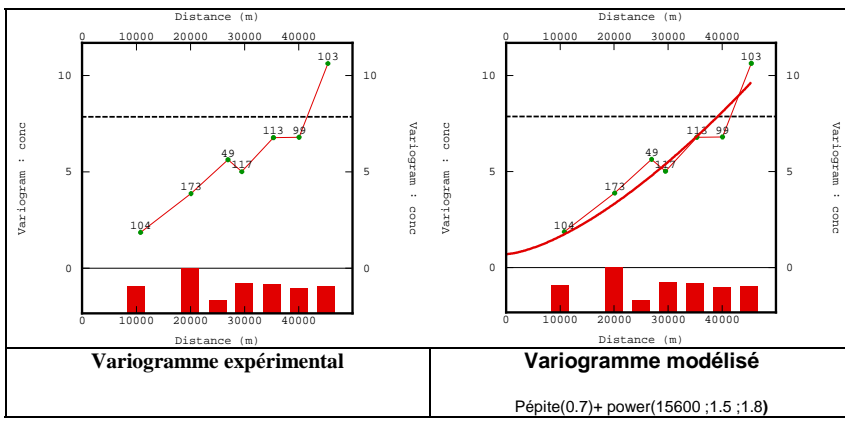 Distance (m)
Distance (m)
0 10000 20000 30000 40000
0 10000 20000 30000 40000
103
103
10 10
10 10
113 99
113 99
49
49
117
117
5 5
5 5
173
173
104
104
0 0
0 0
Variogram : conc
Variogram : conc
Variogram : conc
Variogram : conc
0 10000 20000 30000 40000
0 10000 20000 30000 40000
Distance (m)
Distance (m)
Variogramme expérimental
Variogramme modélisé
Pépite(0.7)+ power(15600 ;1.5 ;1.8)